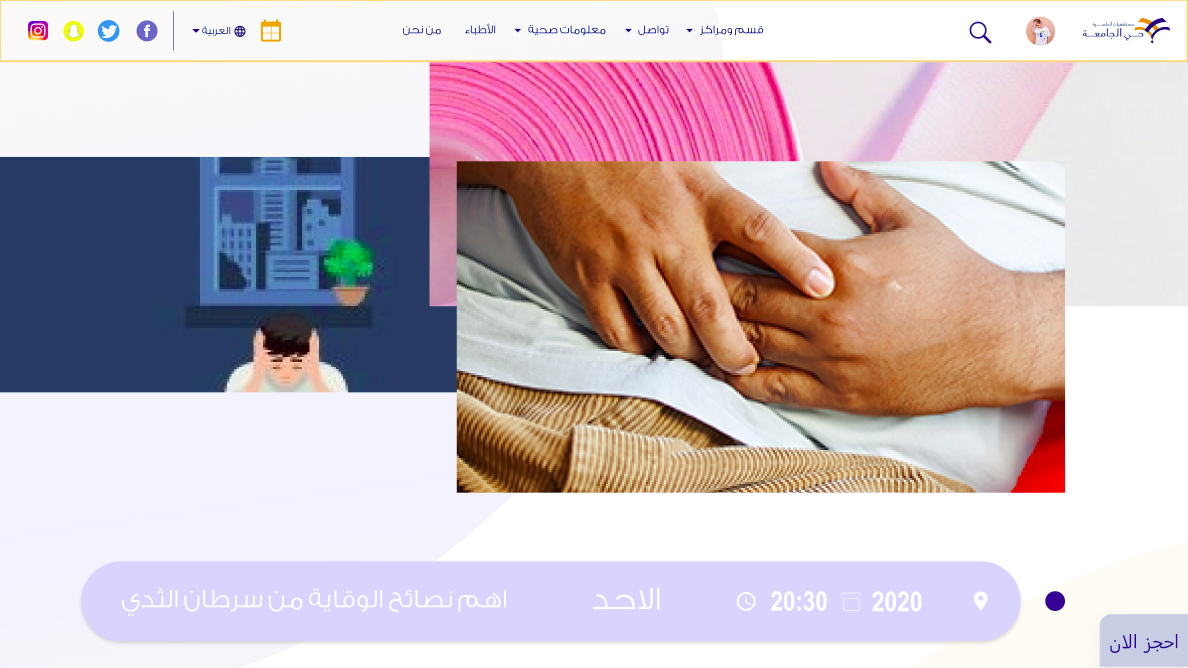 مستشفيات الجامعة
حي الجامعة
قسم ومراكز
تواصل
معلومات صحية
الأطباء
من نحن
العربية
2020
20:30
الاحد
اهم نصائح الوقاية من سرطان الثدي
احجز الان